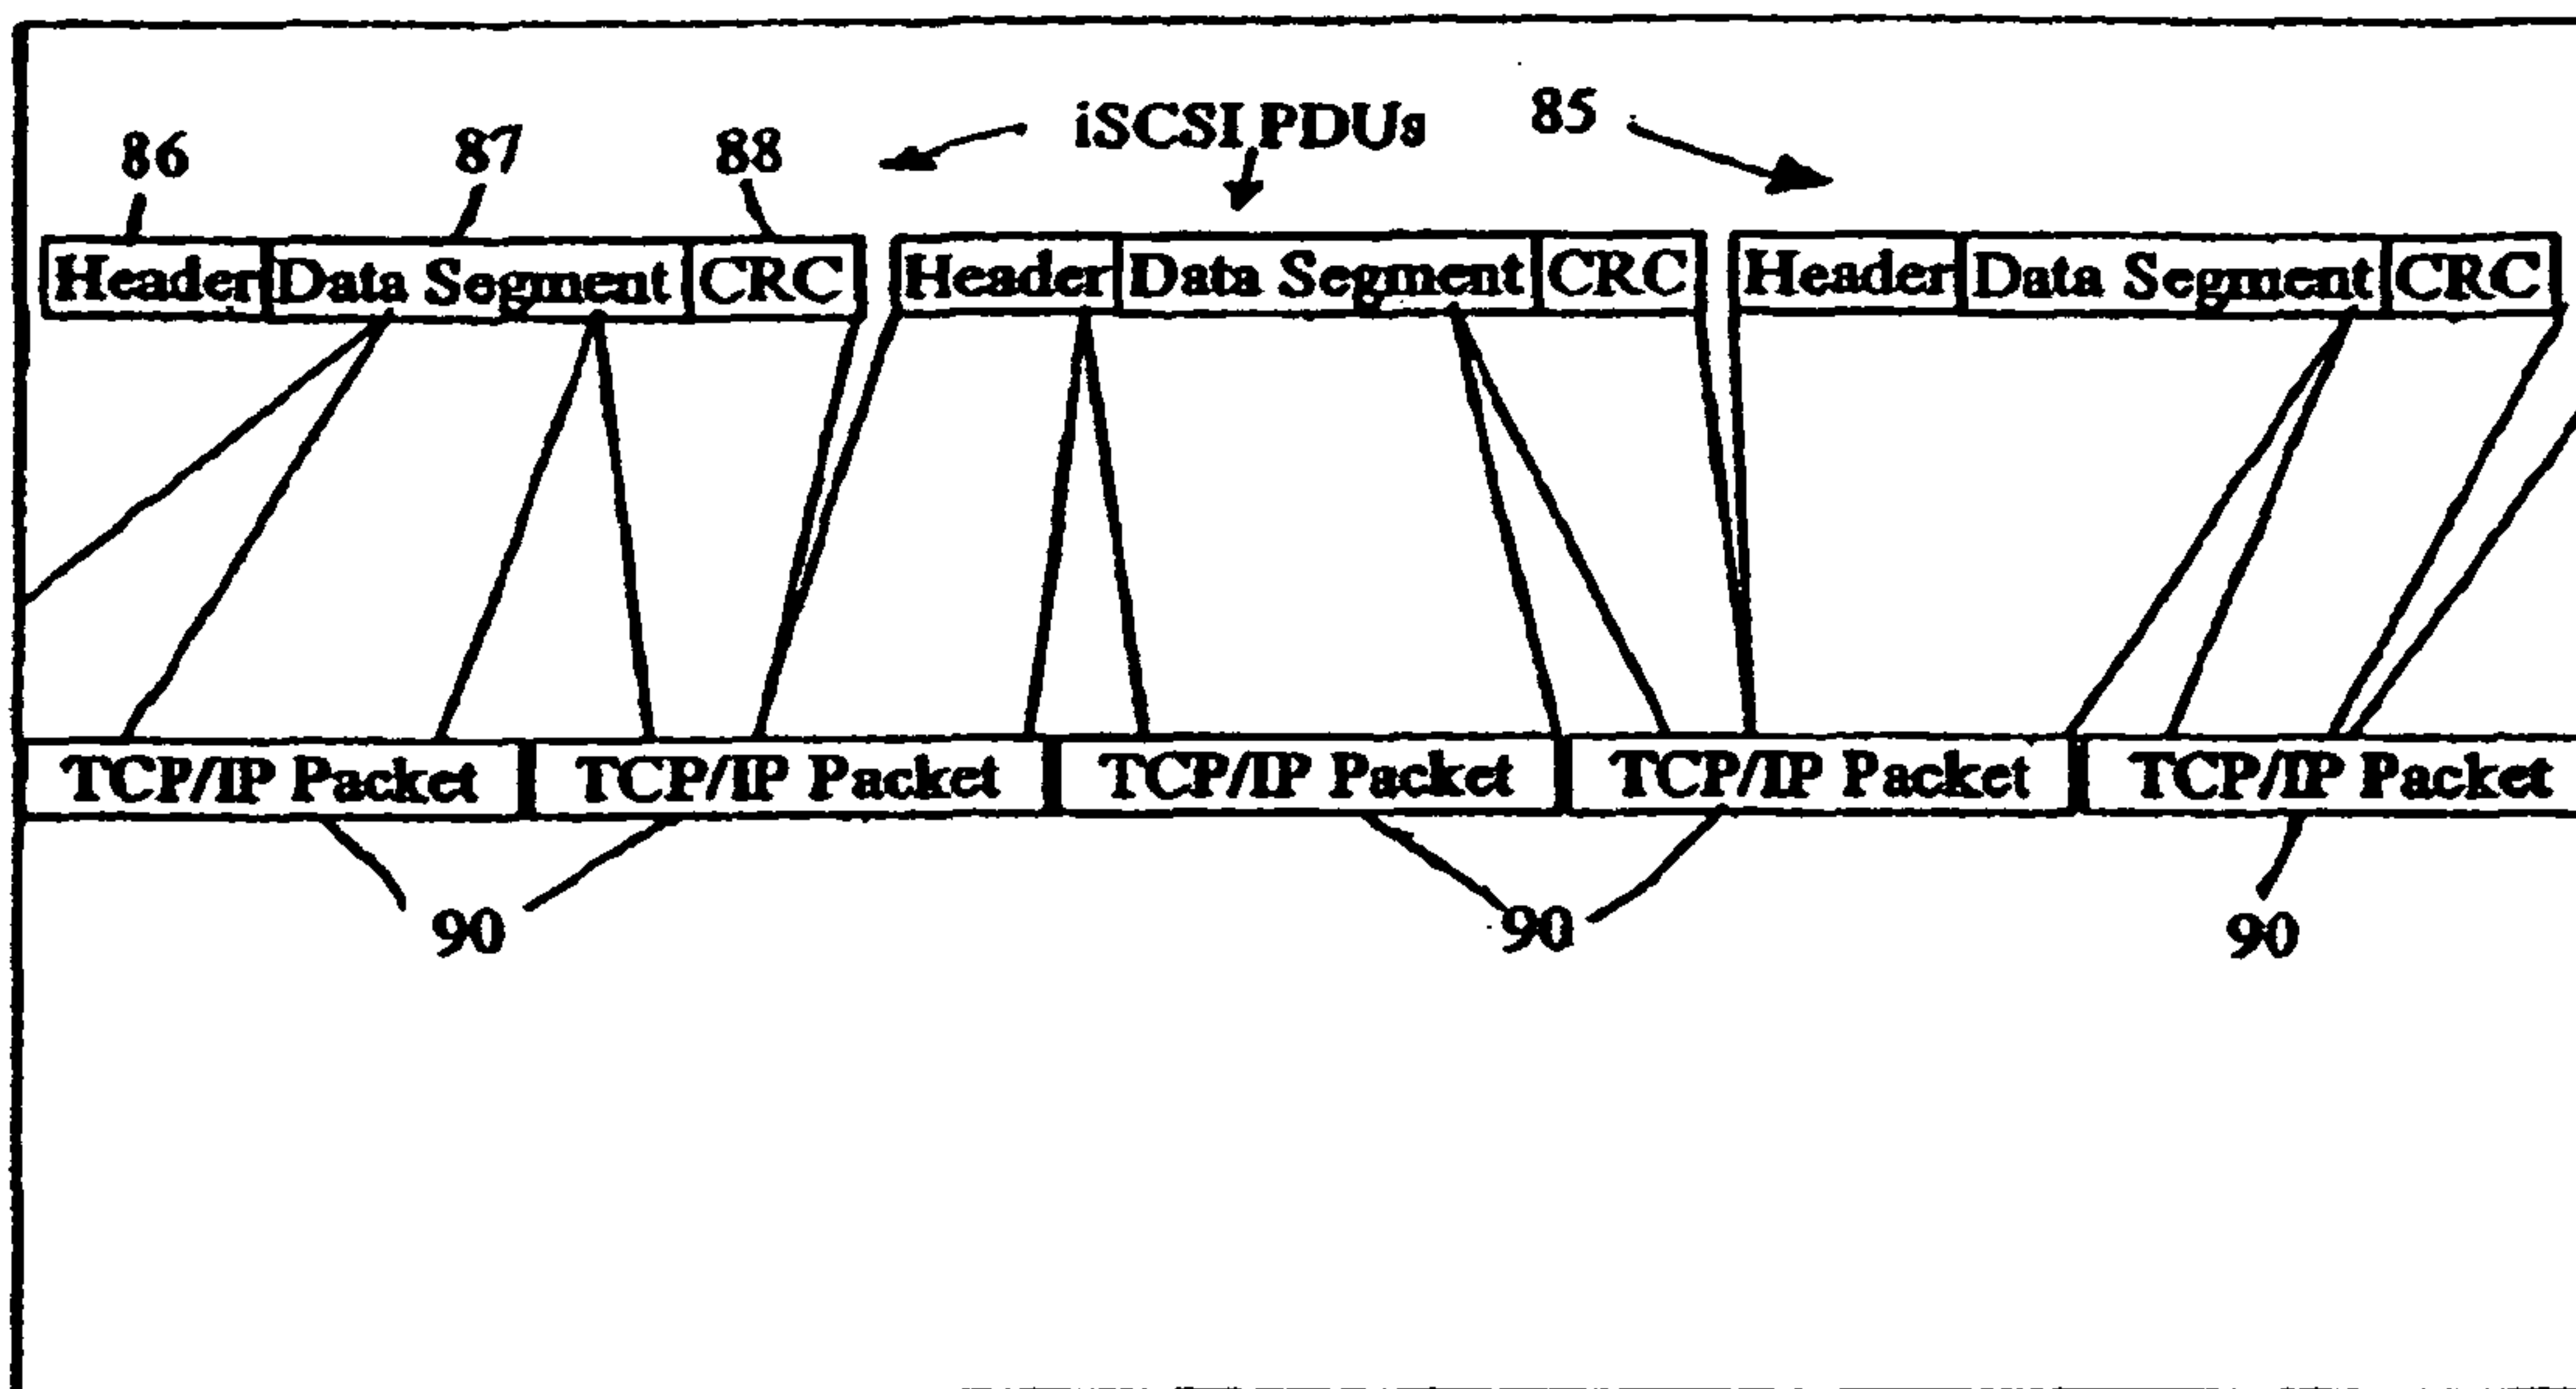 iSCSI PDUs 85
86 87 88
Header Data Segment CRC Header Data Segment CRC Header Data Segment CRC
TCP/IP Packet TCP/IP Packet TCP/IP Packet TCP/IP Packet TCP/IP Packet
90 90 90